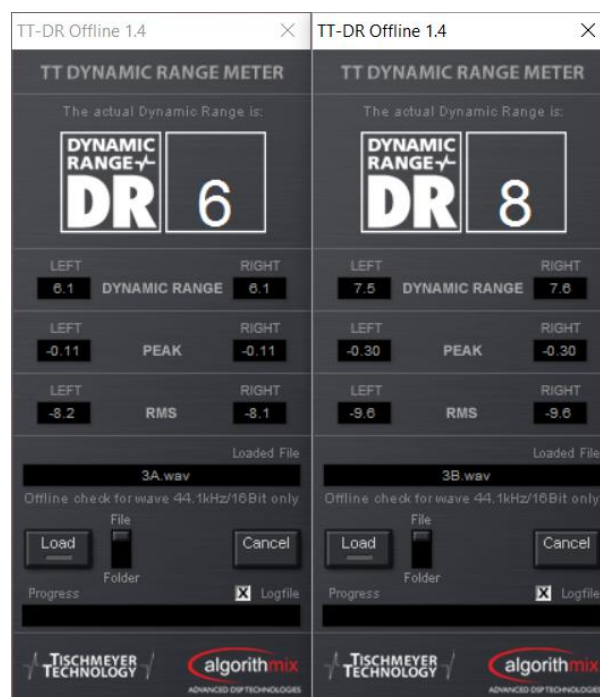 TT-DR Offline 1.4
TT DYNAMIC RANGE METER
The actual Dynamic Range is:
DYNAMIC
RANGE
DR 6
LEFT RIGHT
6.1 DYNAMIC RANGE 6.1
LEFT RIGHT
-0.11 PEAK -0.11
LEFT RIGHT
-8.2 RMS -8.1
Loaded File
3A.wav
Offline check for wave 44.1kHz/16Bit only
File
Load Cancel
Folder
Progress X Logfile
TISCHMEYER
TECHNOLOGY
algorithmix
ADVANCED DSP TECHNOLOGIES
TT-DR Offline 1.4
TT DYNAMIC RANGE METER
The actual Dynamic Range is:
DYNAMIC
RANGE
DR 8
LEFT RIGHT
7.5 DYNAMIC RANGE 7.6
LEFT RIGHT
-0.30 PEAK -0.30
LEFT RIGHT
-9.6 RMS -9.6
Loaded File
3B.wav
Offline check for wave 44.1kHz/16Bit only
File
Load Cancel
Folder
Progress X Logfile
TISCHMEYER
TECHNOLOGY
algorithmix
ADVANCED DSP TECHNOLOGIES